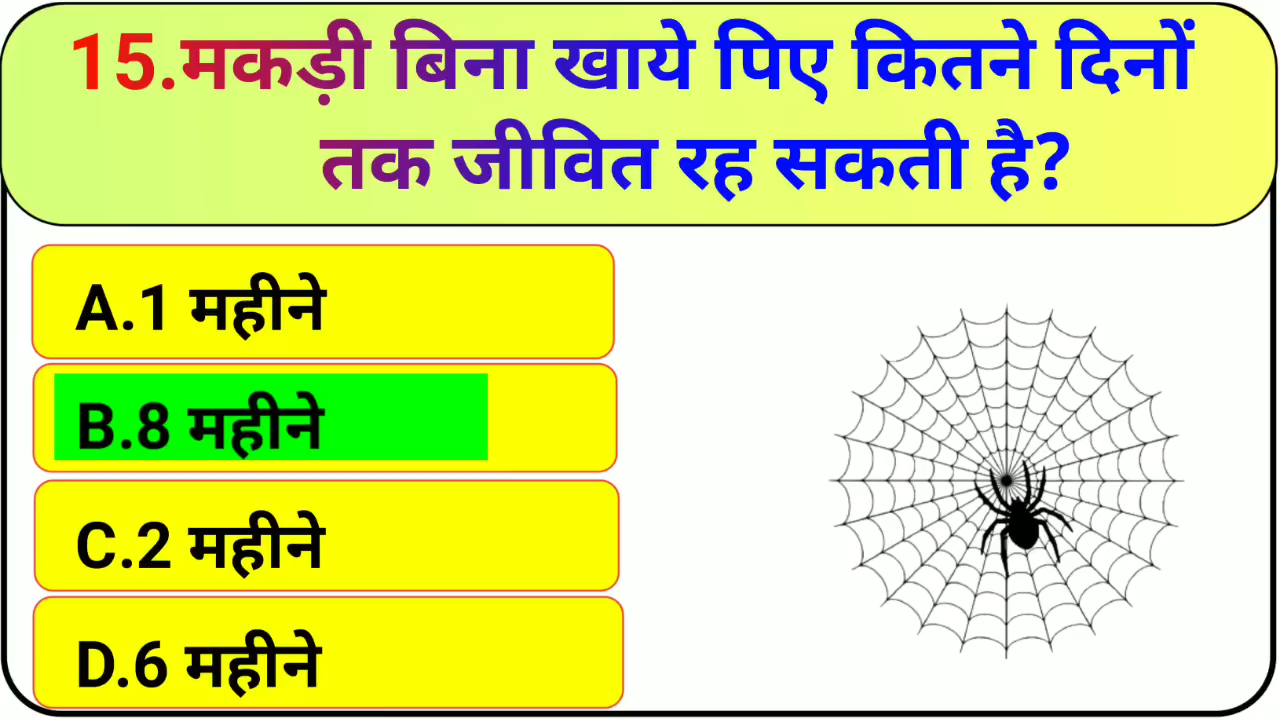 15.मकड़ी बिना खाये पिए कितने दिनों
तक जीवित रह सकती है?
A.1 महीने
B.8 महीने
C.2 महीने
D.6 महीने